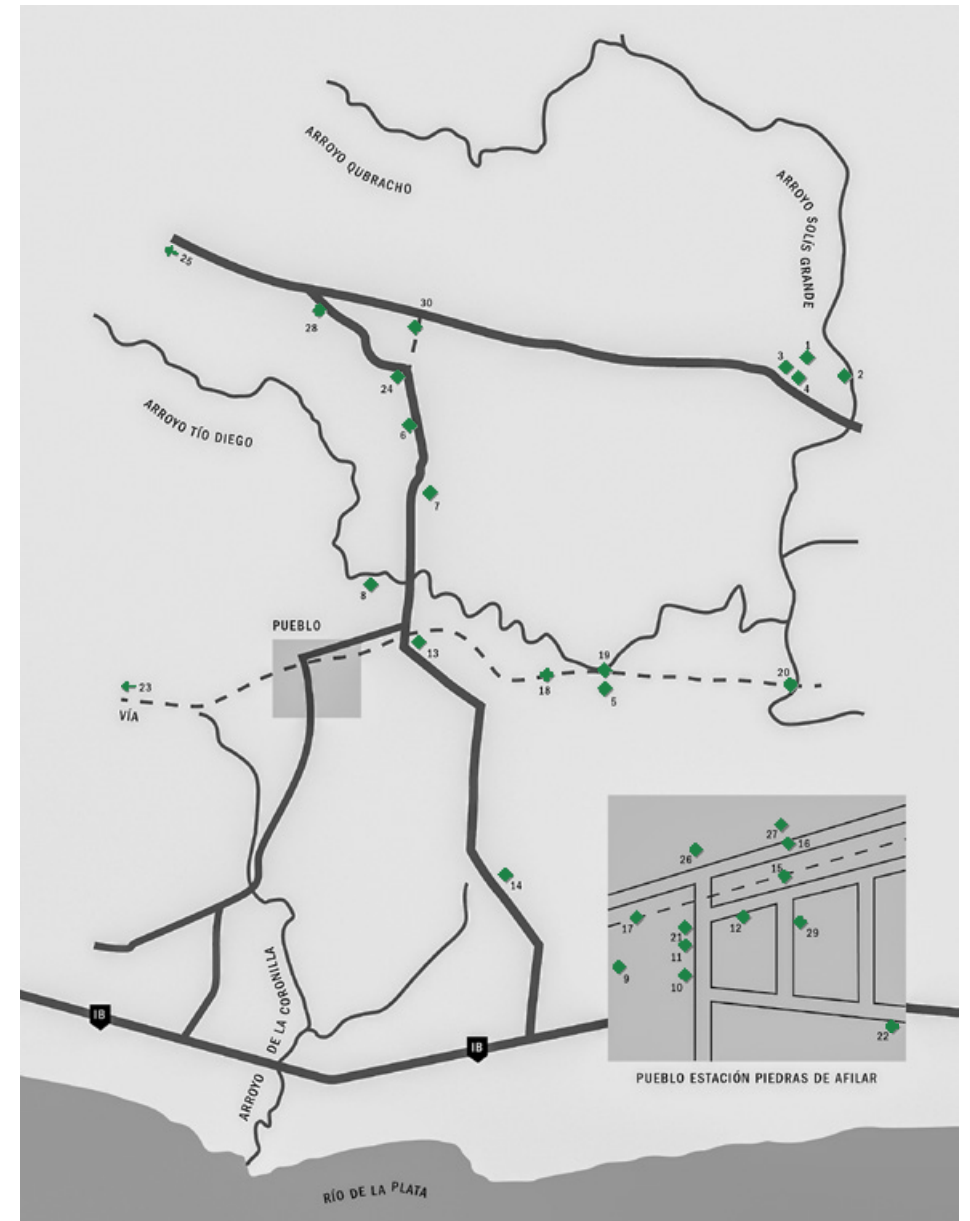 ARROYO QUBRACHO
ARROYO SOLÍS GRANDE
25
30
28
1
3
2
4
24
ARROYO TÍO DIEGO
6
7
8
PUEBLO
13
19
23
18
20
5
VÍA
27
26
16
15
14
17
12
29
21
11
9
10
22
DE LA CORONILLA
ARROYO
IB
IB
PUEBLO ESTACIÓN PIEDRAS DE AFILAR
RÍO DE LA PLATA